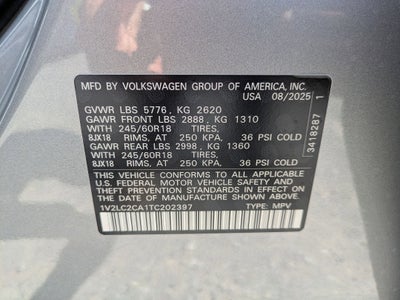 MFD. BY VOLKSWAGEN GROUP OF AMERICA, INC.
USA 08/2025
GVWR LBS 5776, KG 2620
GAWR FRONT LBS 2888, KG 1310
WITH 245/60R18 TIRES,
8JX18 RIMS, AT 250 KPA, 36 PSI COLD
GAWR REAR LBS 2998, KG 1360
WITH 245/60R18 TIRES,
8JX18 RIMS, AT 250 KPA, 36 PSI COLD
THIS VEHICLE CONFORMS TO ALL APPLICABLE
U.S. FEDERAL MOTOR VEHICLE SAFETY STANDARDS IN
EFFECT ON THE DATE OF MANUFACTURE SHOWN ABOVE.
1V2LC2CA1TC202397 TYPE: MPV
3418287 1